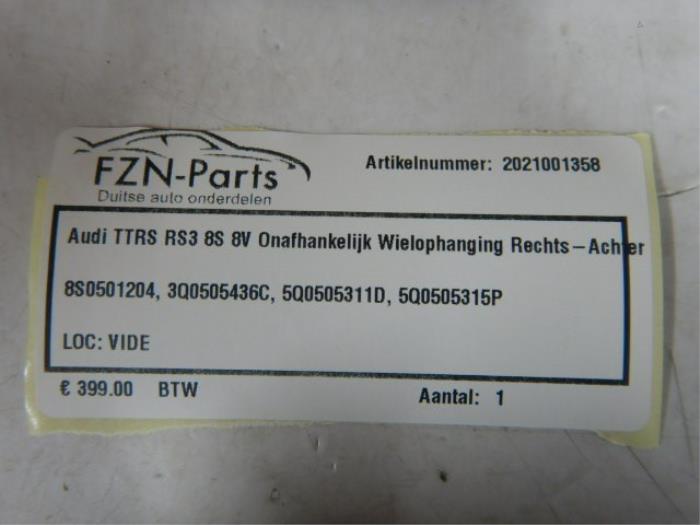 FZN-Parts
Duitse auto onderdelen
Artikelnummer: 2021001358
Audi TTRS RS3 8S 8V Onafhankelijk Wielophanging Rechts-Achter
8S0501204, 3Q0505436C, 5Q0505311D, 5Q0505315P
LOC: VIDE
€ 399.00 BTW
Aantal: 1